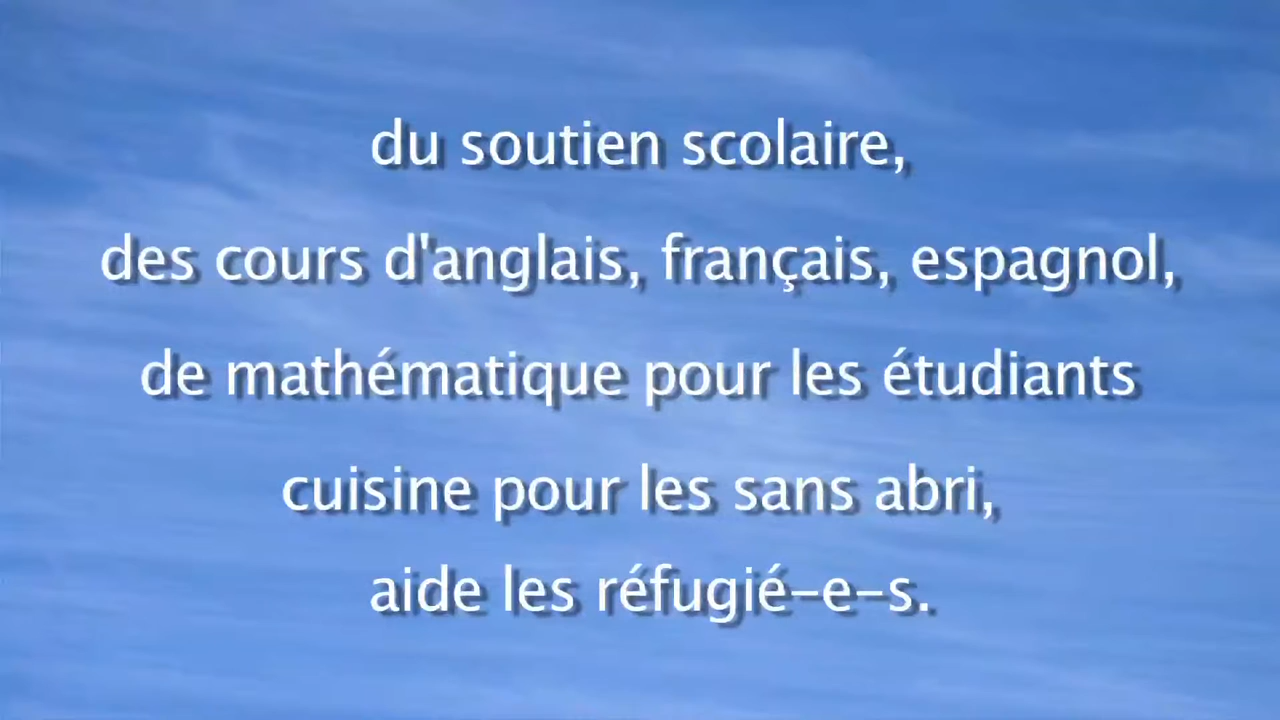 du soutien scolaire,
des cours d'anglais, français, espagnol,
de mathématique pour les étudiants
cuisine pour les sans abri,
aide les réfugié-e-s.